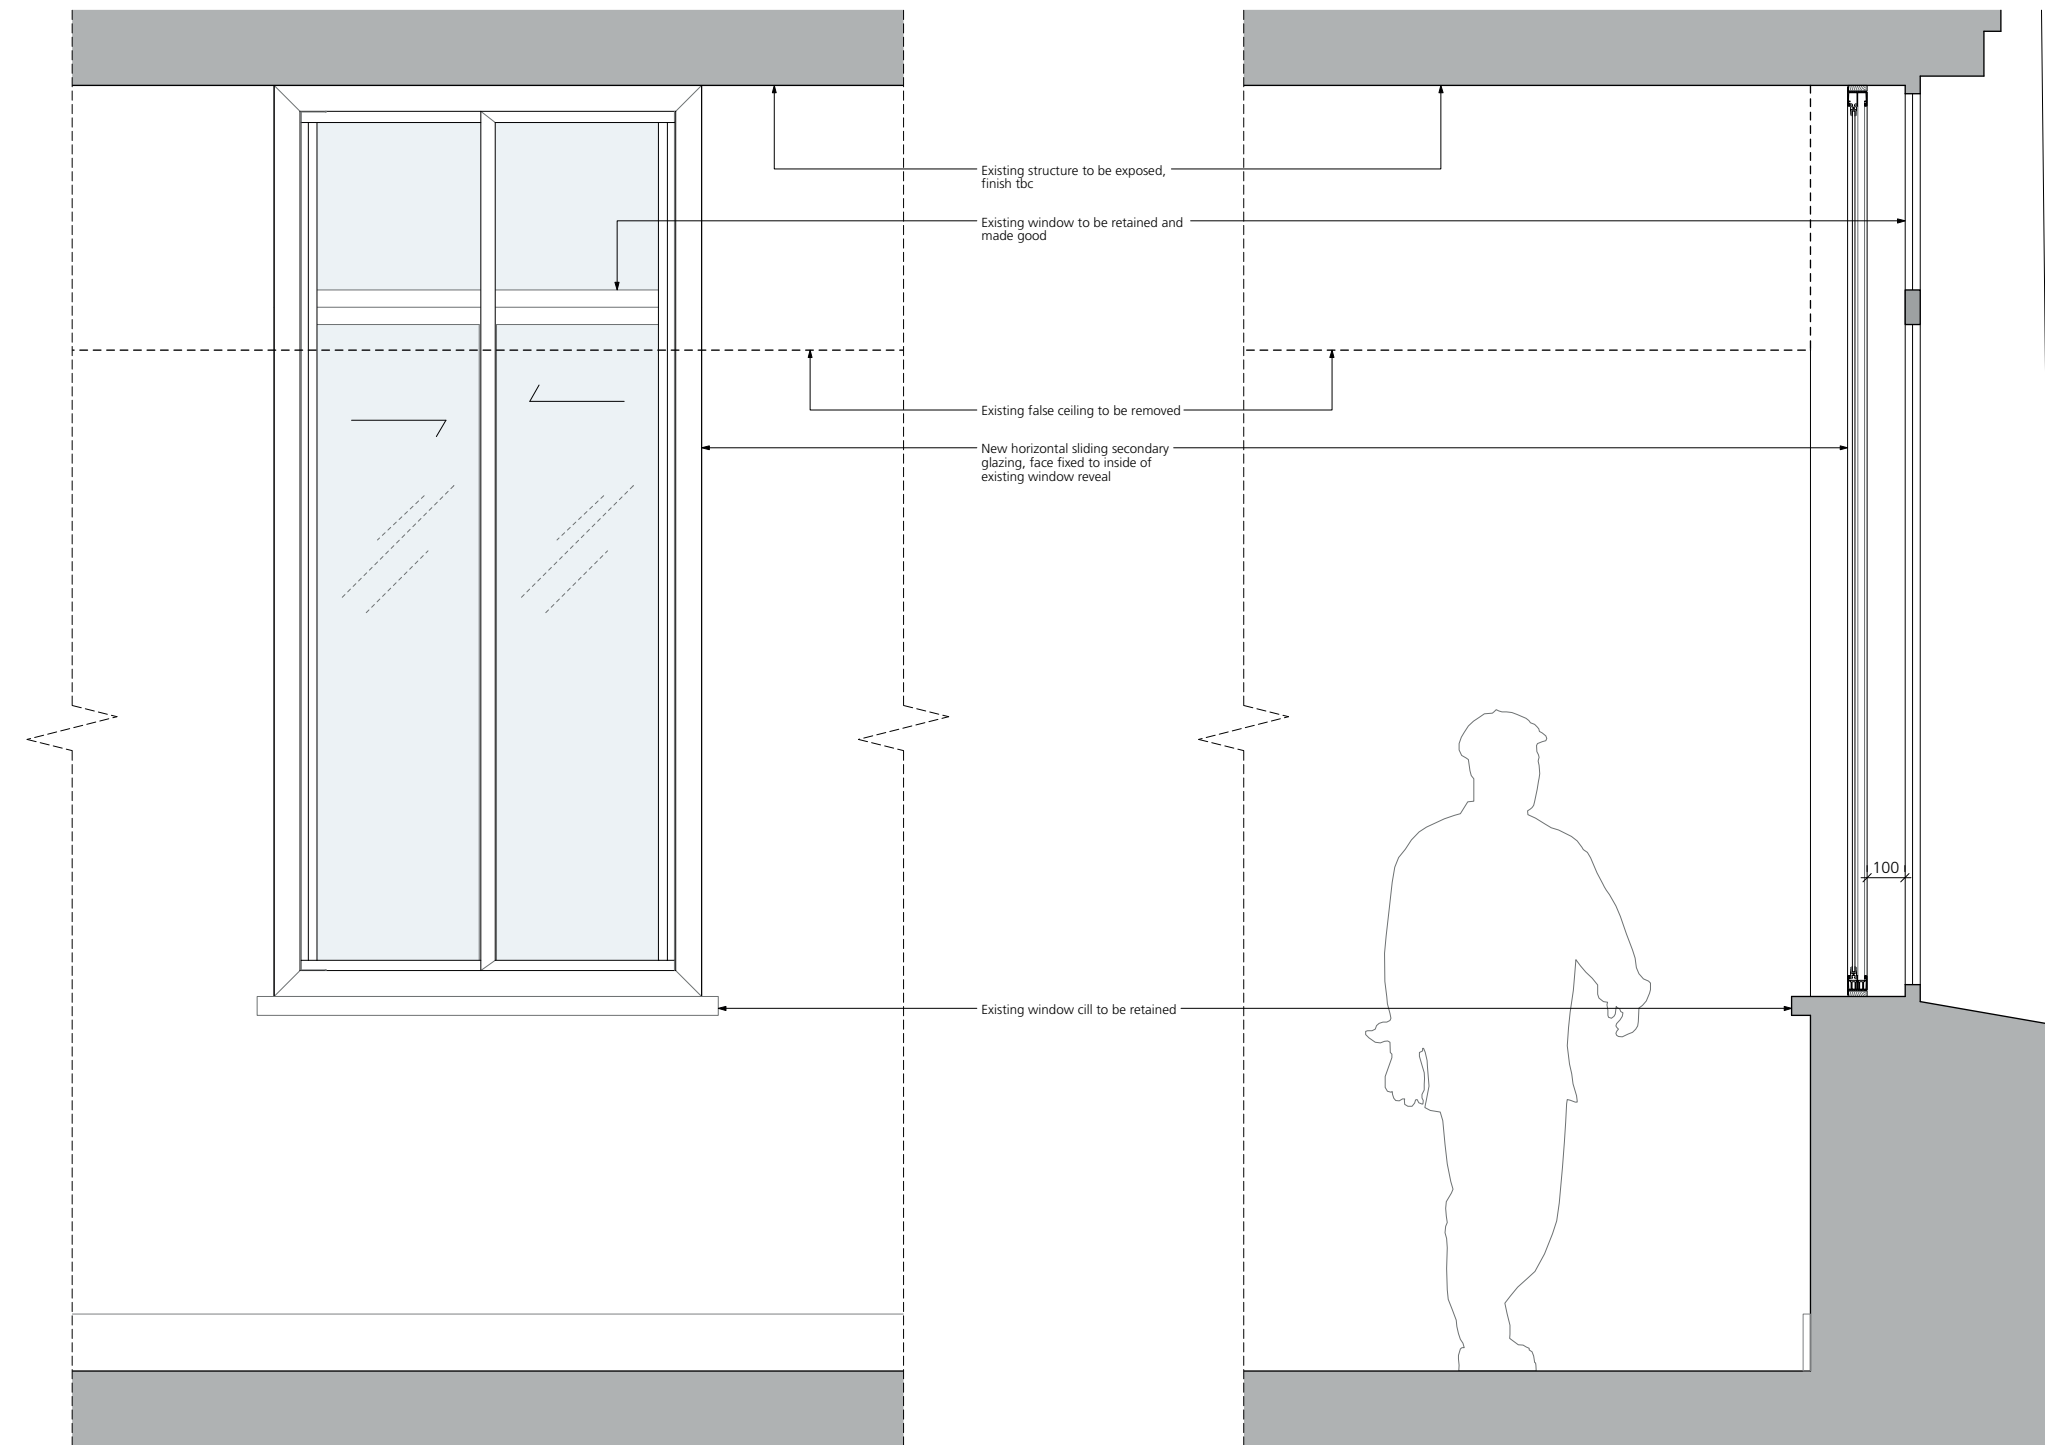 Existing structure to be exposed,
finish tbc
Existing window to be retained and
made good
Existing false ceiling to be removed
New horizontal sliding secondary
glazing, face fixed to inside of
existing window reveal
100
Existing window cill to be retained